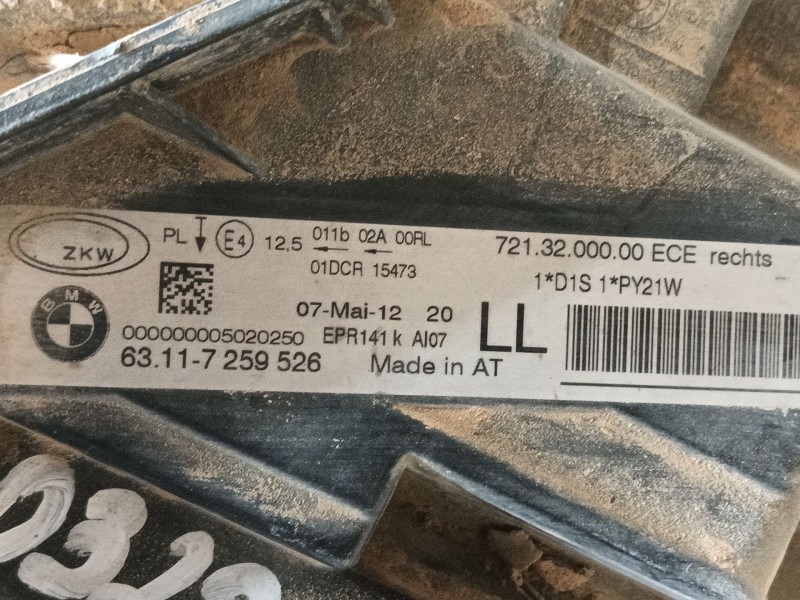 ZKW
PL E4 12,5 011b 02A 00RL
01DCR 15473
721.32.000.00 ECE rechts
1*D1S 1*PY21W
BMW
07-Mai-12 20
LL
000000005020250 EPR141 k AI07
63.11-7 259 526 Made in AT